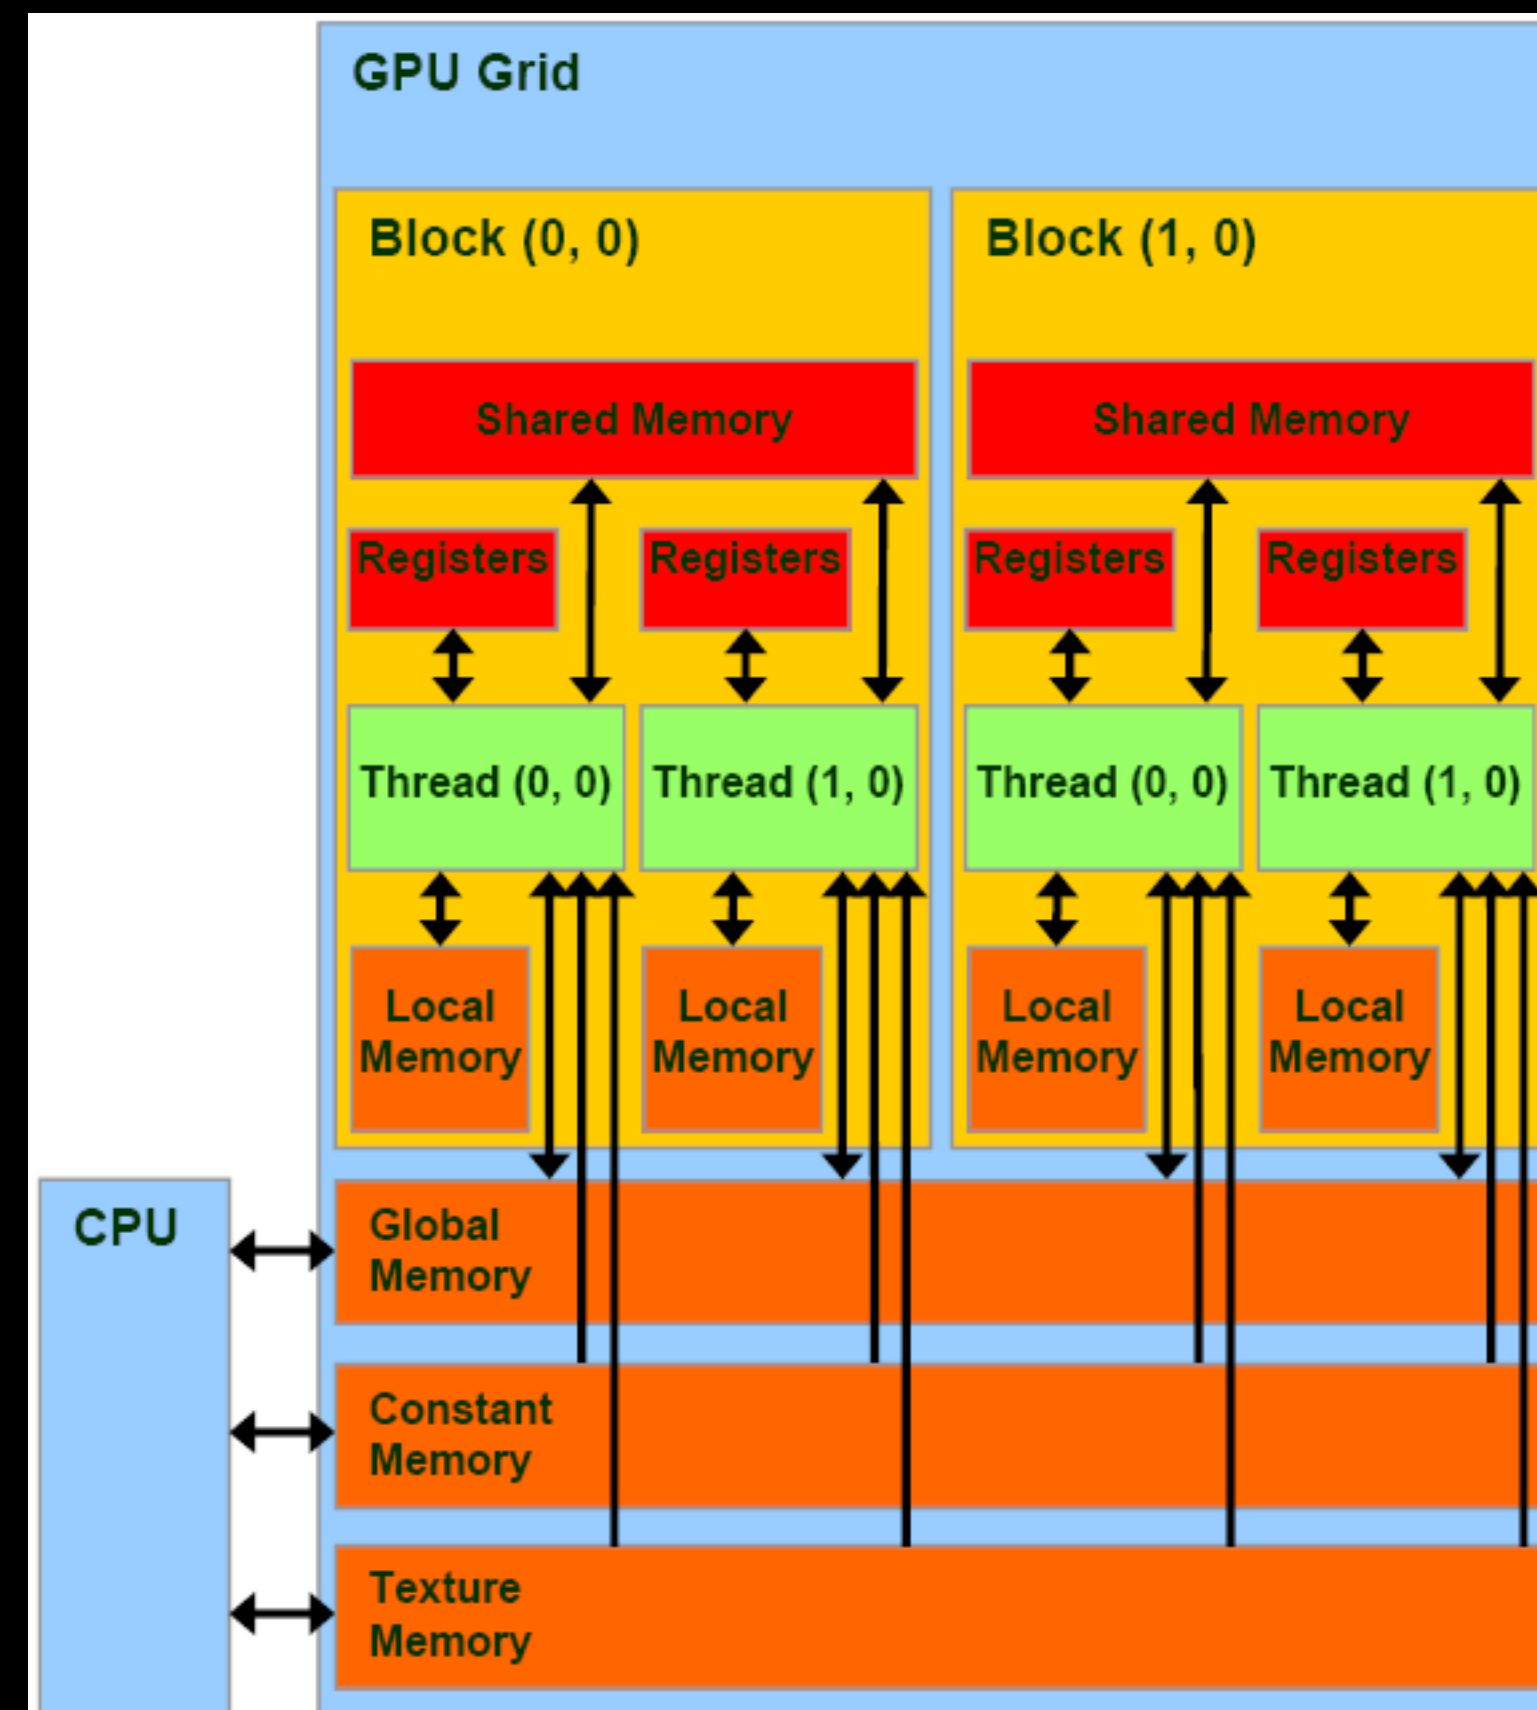 GPU Grid
Block (0, 0)
Block (1, 0)
Shared Memory
Shared Memory
Registers
Registers
Registers
Registers
Thread (0, 0)
Thread (1, 0)
Thread (0, 0)
Thread (1, 0)
Local
Memory
Local
Memory
Local
Memory
Local
Memory
CPU
Global
Memory
Constant
Memory
Texture
Memory